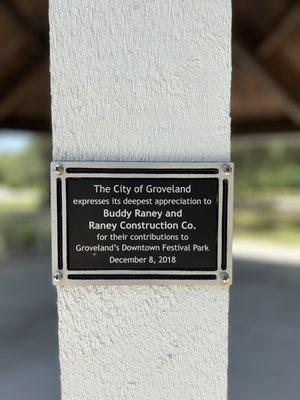 The City of Groveland
expresses its deepest appreciation to
Buddy Raney and
Raney Construction Co.
for their contributions to
Groveland's Downtown Festival Park
December 8, 2018